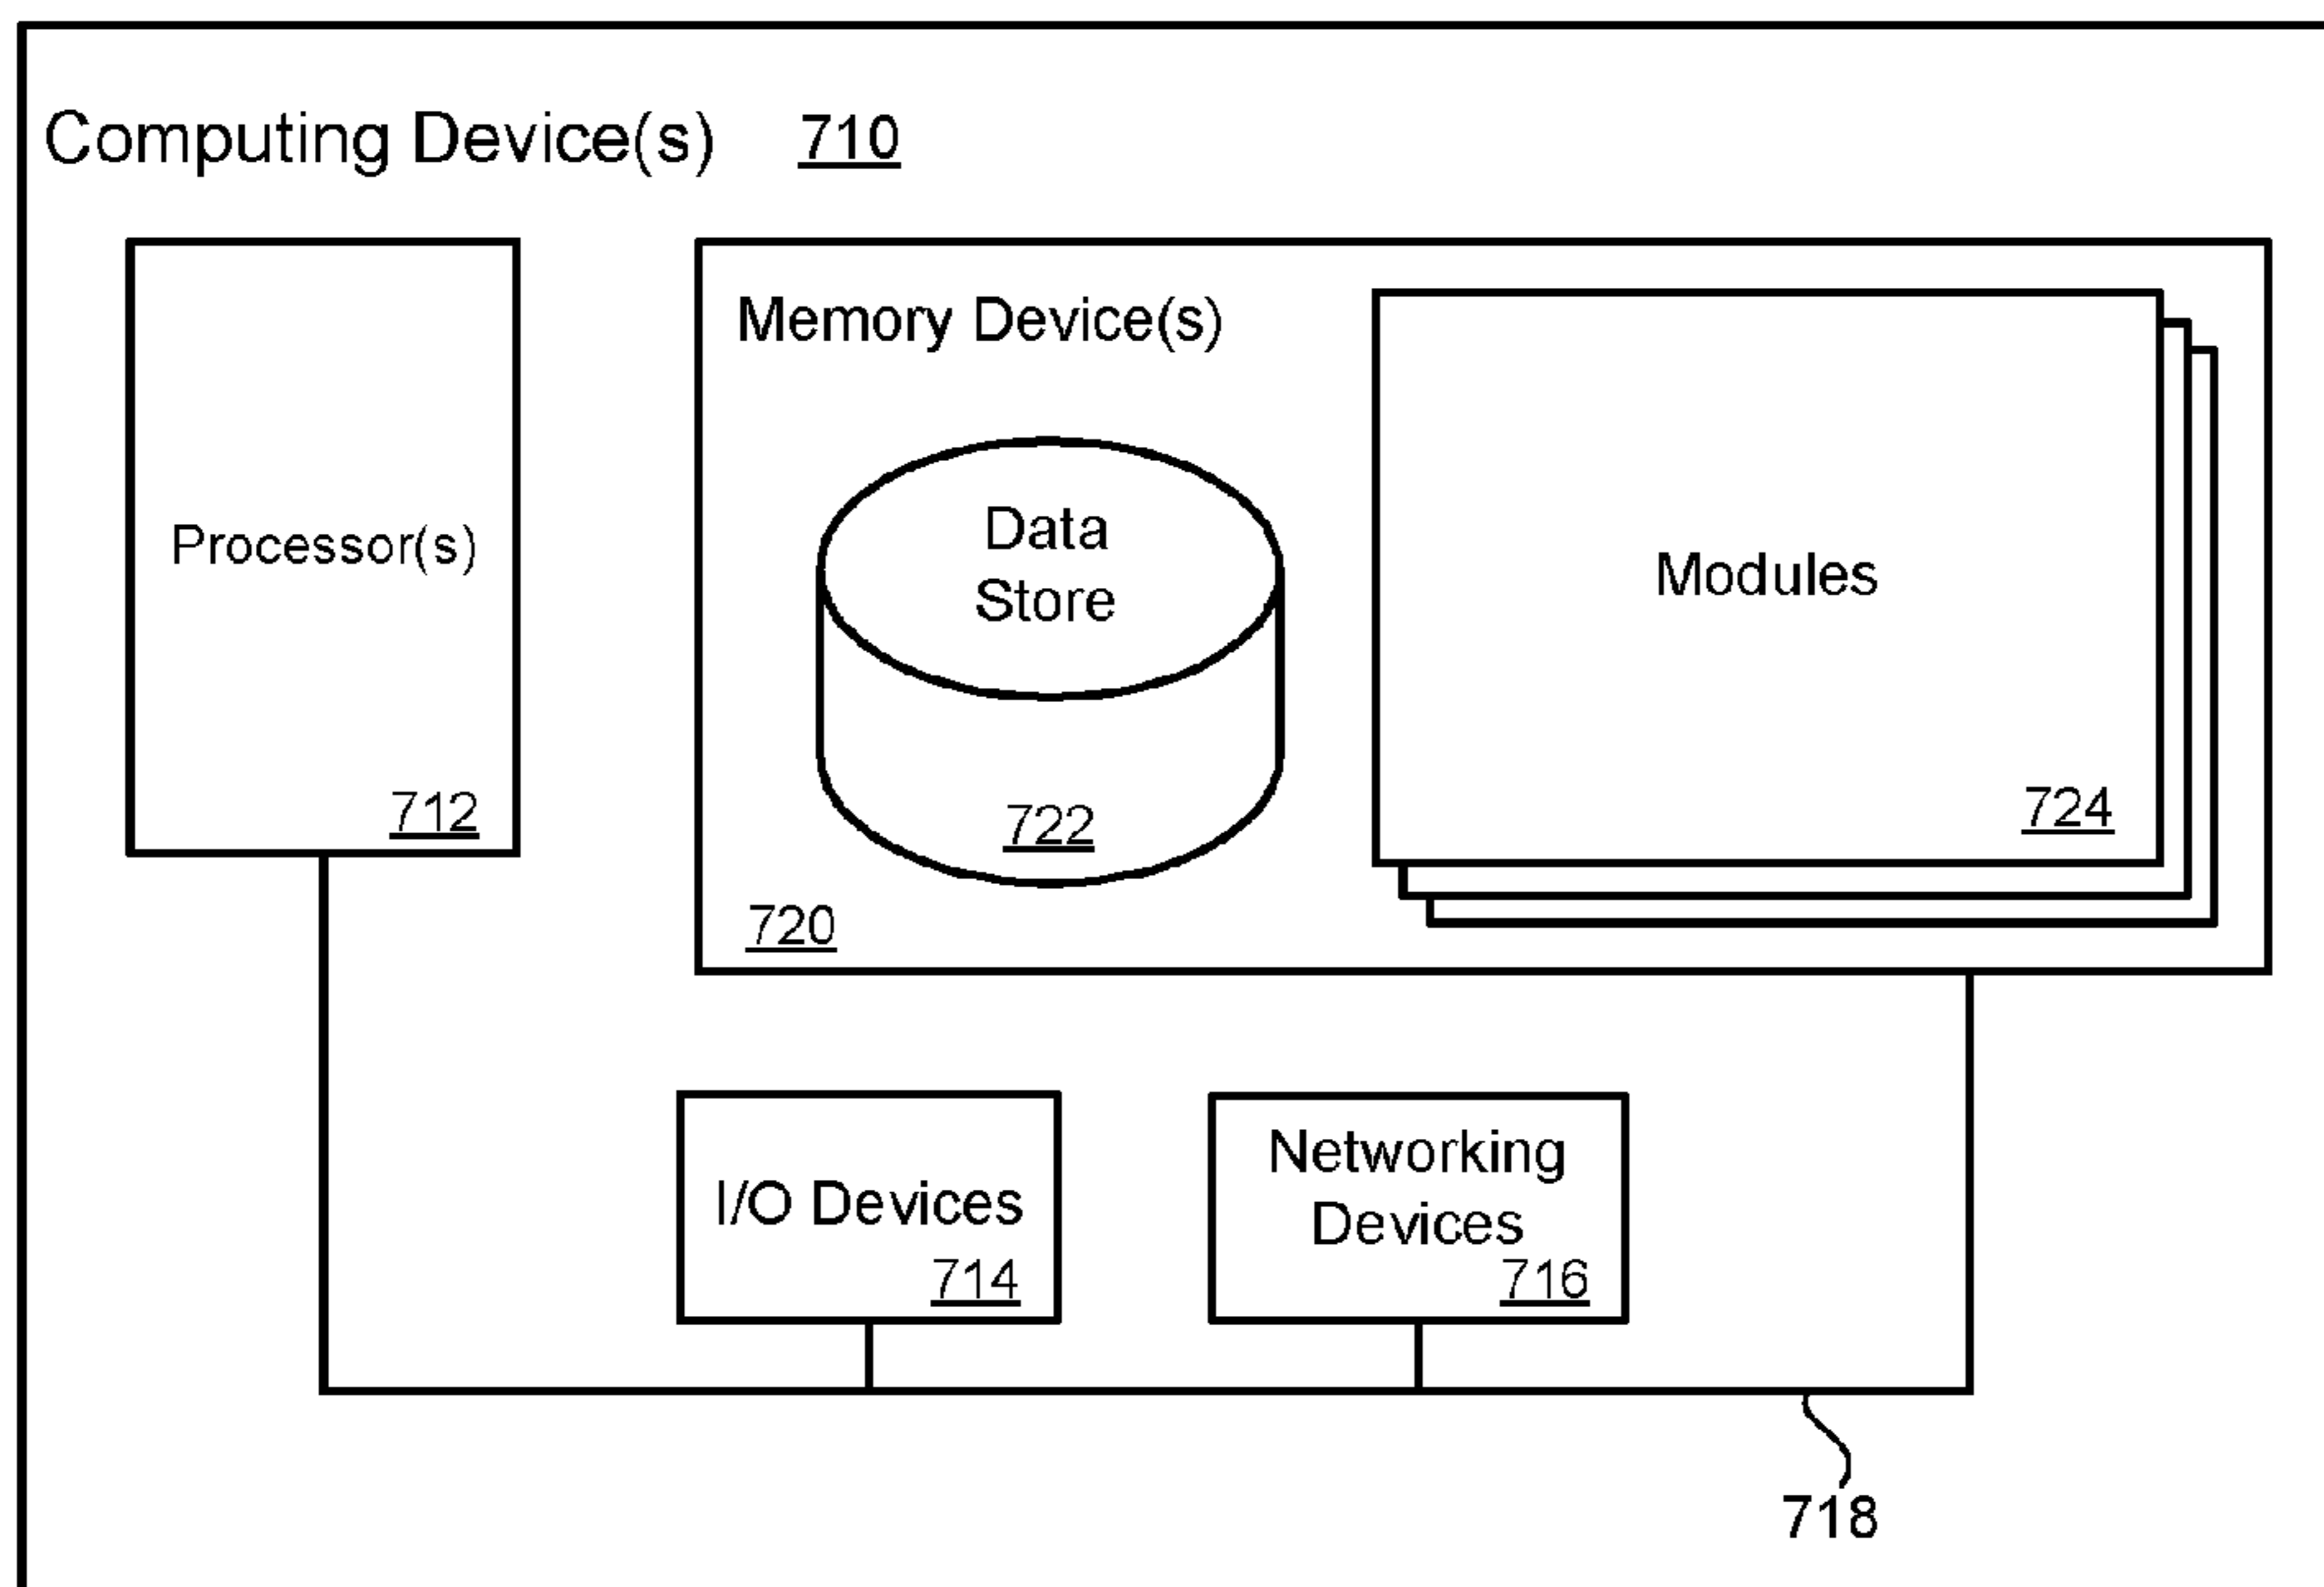 Computing Device(s) 710
Processor(s)
712
Memory Device(s)
Data
Store
722
720
Modules
724
I/O Devices
714
Networking
Devices
716
718